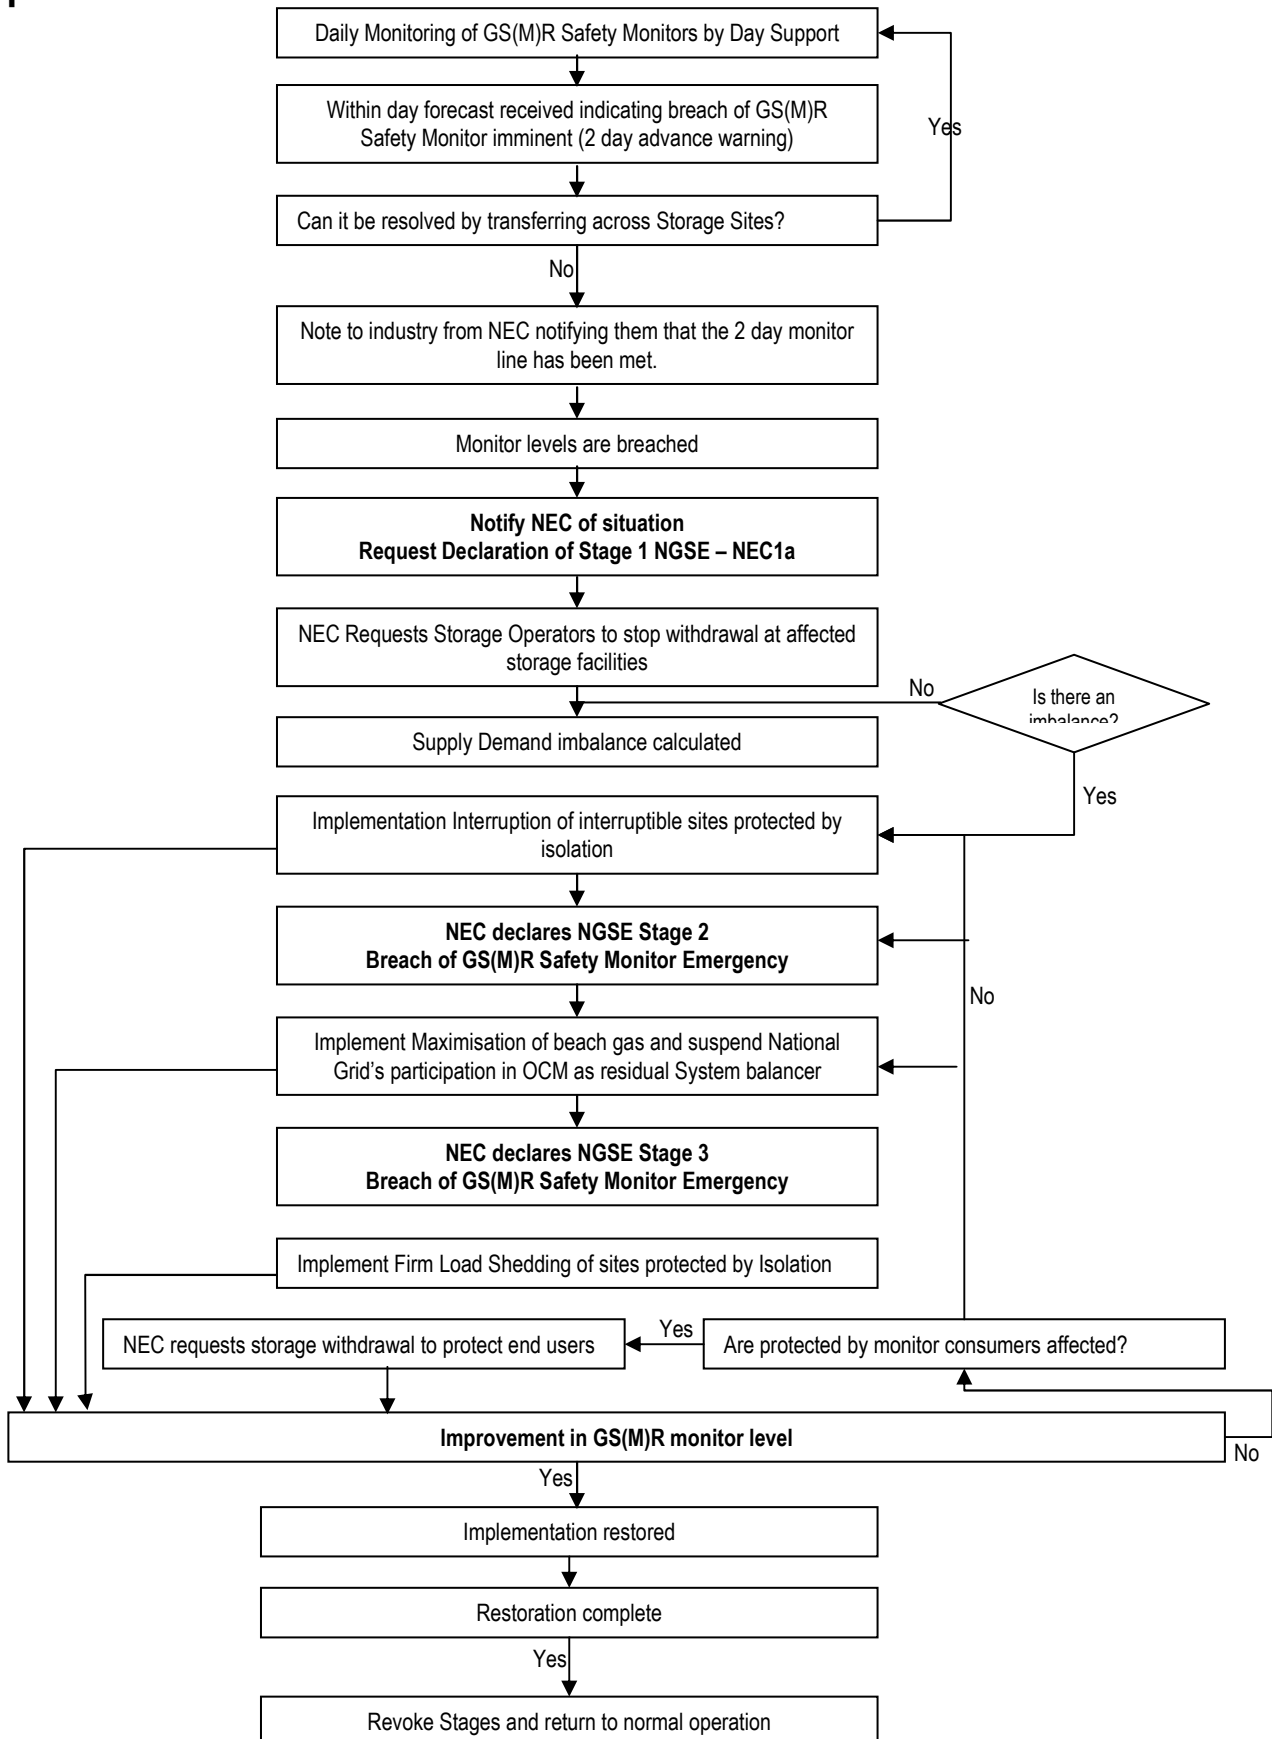 Daily Monitoring of GS(M)R Safety Monitors by Day Support
Within day forecast received indicating breach of GS(M)R
Safety Monitor imminent (2 day advance warning)
Yes
Can it be resolved by transferring across Storage Sites?
No
Note to industry from NEC notifying them that the 2 day monitor
line has been met.
Monitor levels are breached
Notify NEC of situation
Request Declaration of Stage 1 NGSE – NEC1a
NEC Requests Storage Operators to stop withdrawal at affected
storage facilities
No
Is there an
imbalance?
Supply Demand imbalance calculated
Yes
Implementation Interruption of interruptible sites protected by
isolation
NEC declares NGSE Stage 2
Breach of GS(M)R Safety Monitor Emergency
No
Implement Maximisation of beach gas and suspend National
Grid's participation in OCM as residual System balancer
NEC declares NGSE Stage 3
Breach of GS(M)R Safety Monitor Emergency
Implement Firm Load Shedding of sites protected by Isolation
NEC requests storage withdrawal to protect end users
Yes
Are protected by monitor consumers affected?
Improvement in GS(M)R monitor level
No
Yes
Implementation restored
Restoration complete
Yes
Revoke Stages and return to normal operation